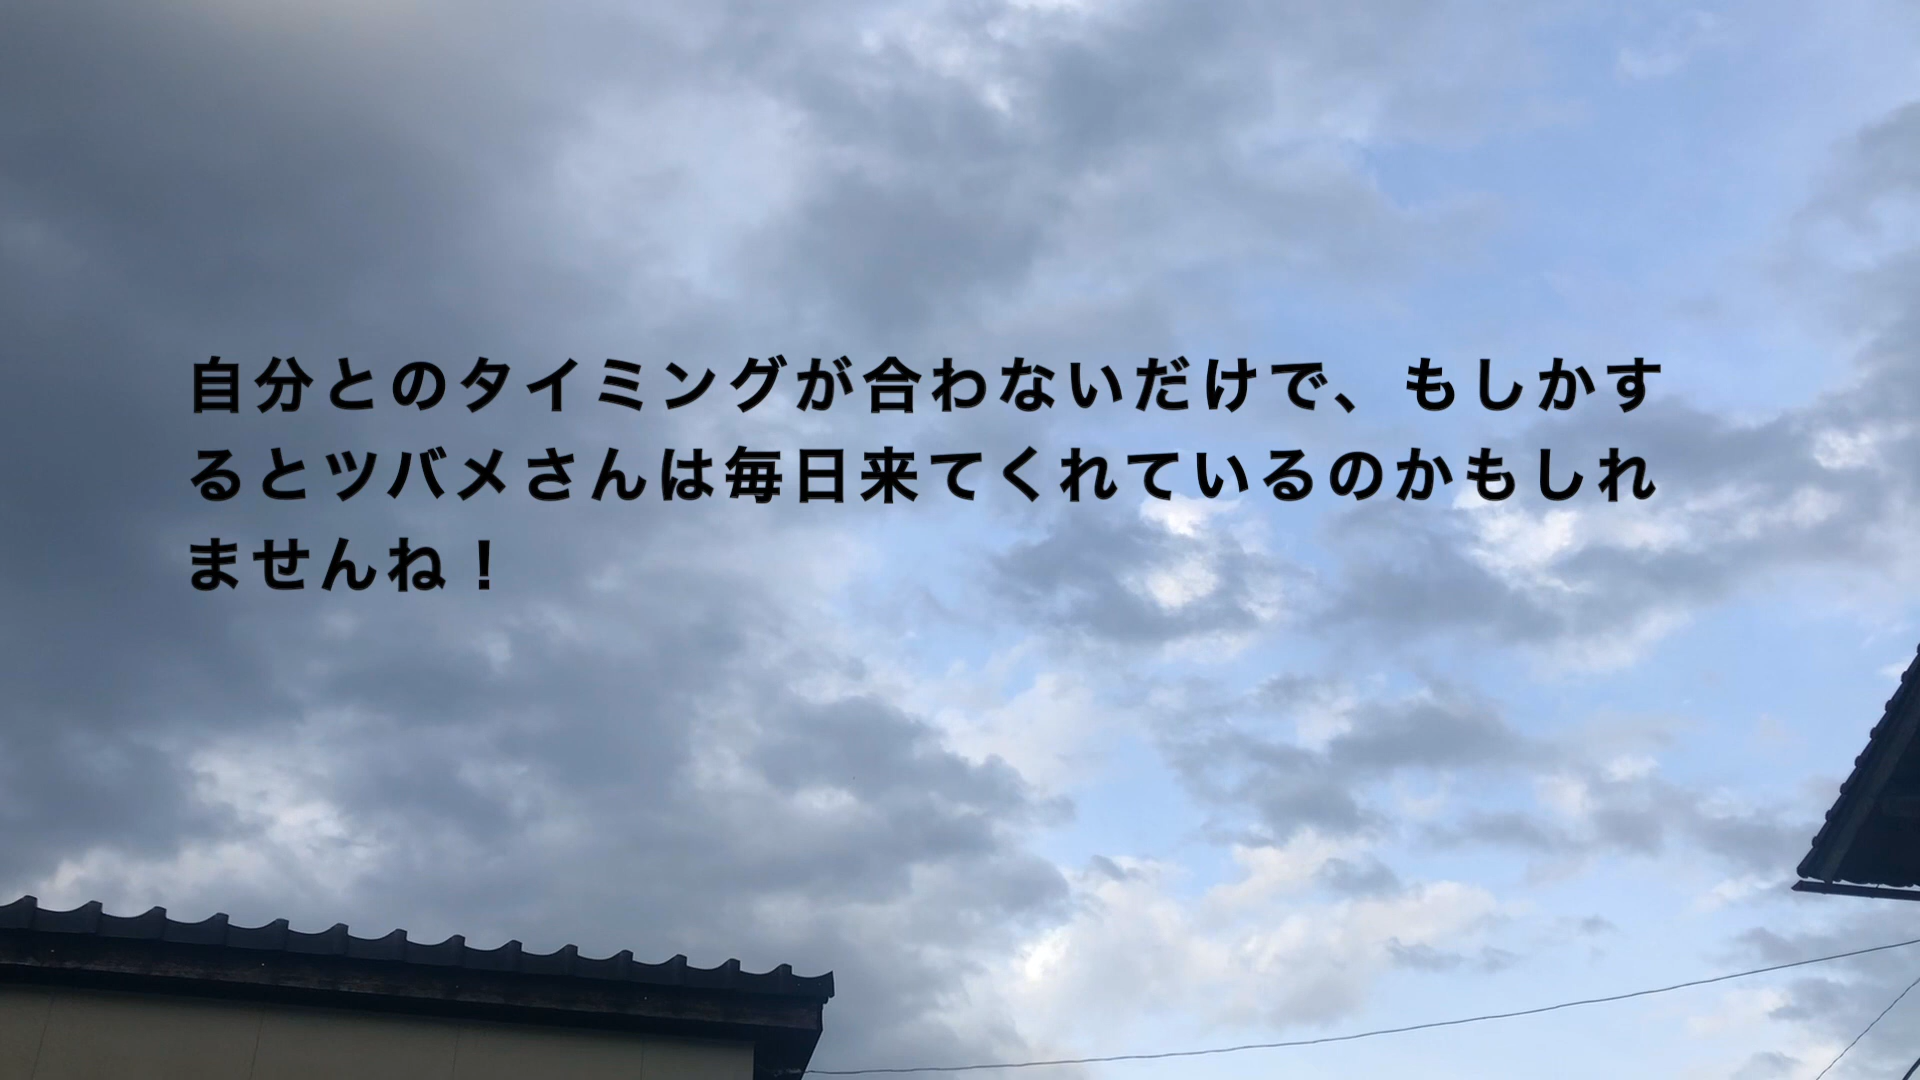 自分とのタイミングが合わないだけで、もしかす
るとツバメさんは毎日来てくれているのかもしれ
ませんね！